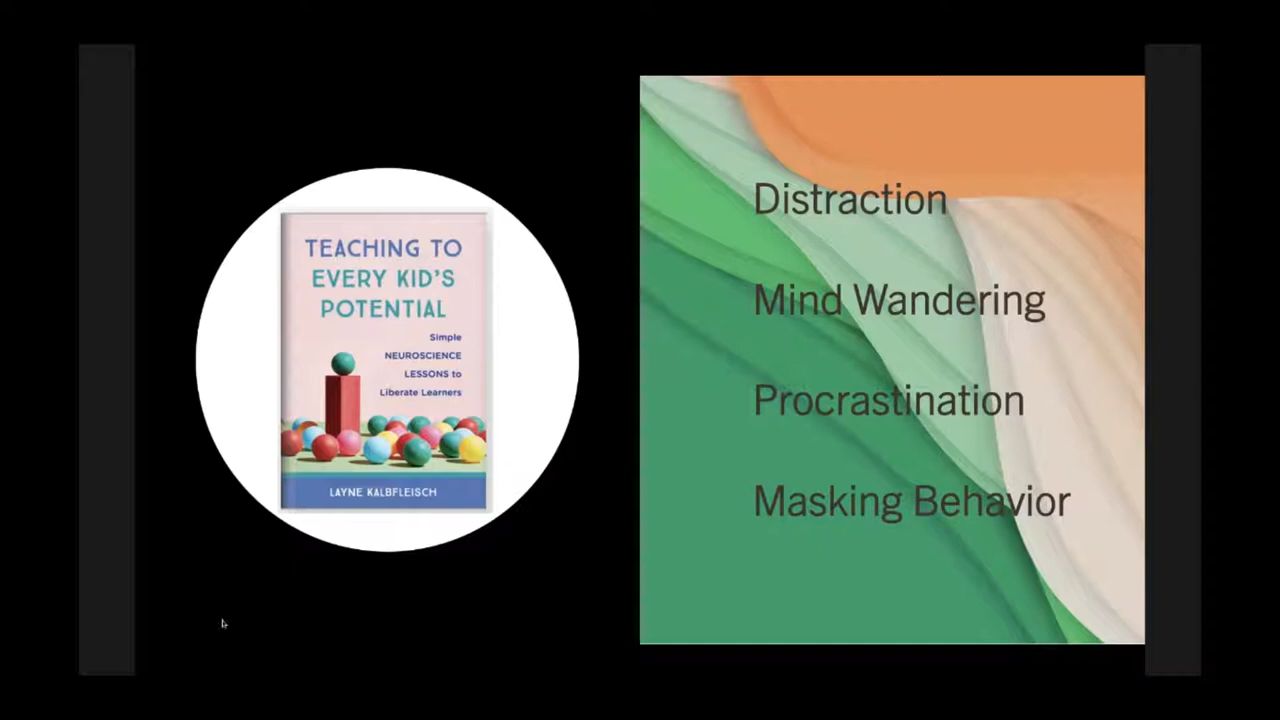 TEACHING TO
EVERY KID'S
POTENTIAL
Simple
NEUROSCIENCE
LESSONS to
Liberate Learners
LAYNE KALBFLEISCH
Distraction
Mind Wandering
Procrastination
Masking Behavior